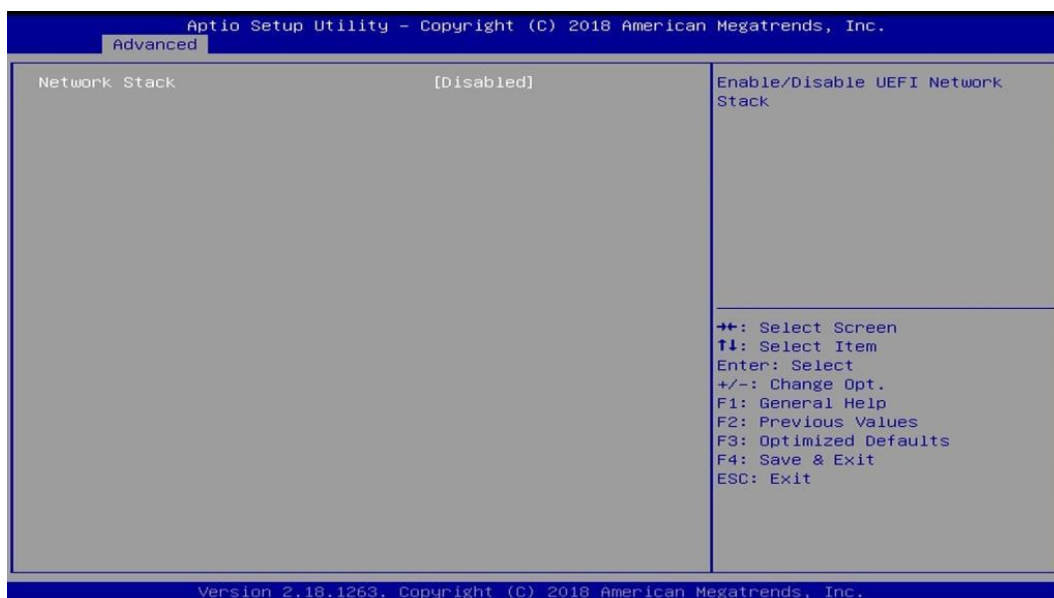 Aptio Setup Utility – Copyright (C) 2018 American Megatrends, Inc.
Advanced
Network Stack [Disabled]
Enable/Disable UEFI Network
Stack
→←: Select Screen
↑↓: Select Item
Enter: Select
+/-: Change Opt.
F1: General Help
F2: Previous Values
F3: Optimized Defaults
F4: Save & Exit
ESC: Exit
Version 2.18.1263. Copyright (C) 2018 American Megatrends, Inc.